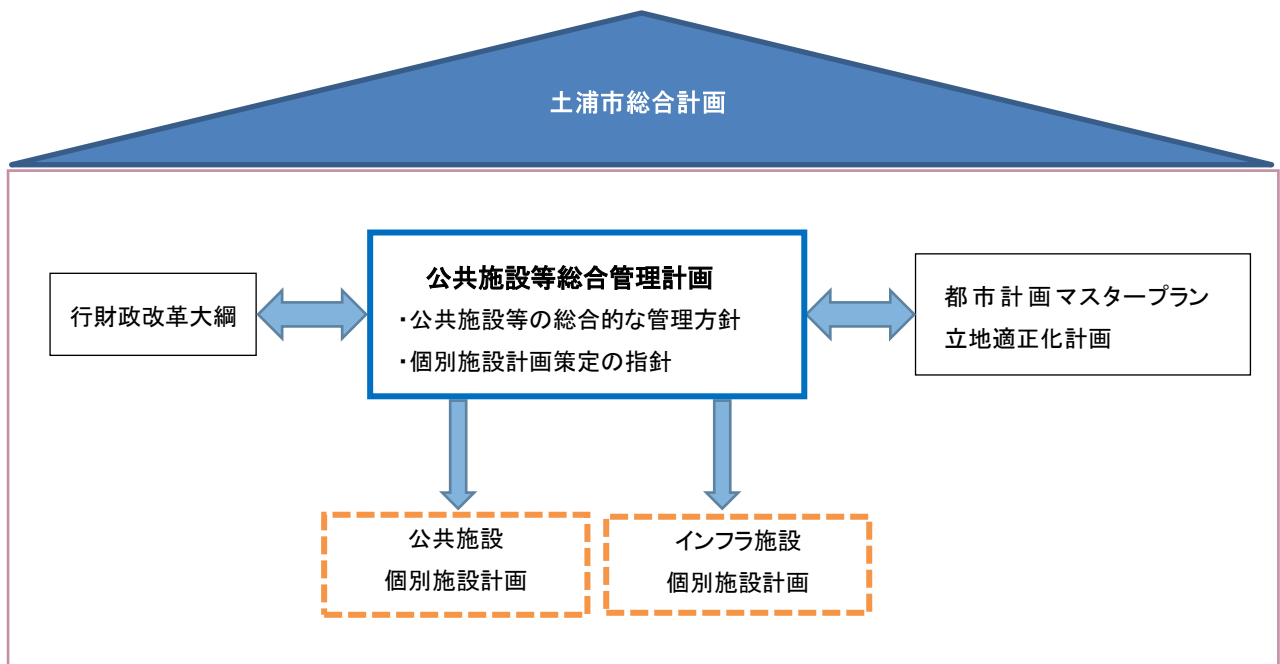 土浦市総合計画
行財政改革大綱
公共施設等総合管理計画
・公共施設等の総合的な管理方針
・個別施設計画策定の指針
都市計画マスタープラン
立地適正化計画
公共施設
個別施設計画
インフラ施設
個別施設計画